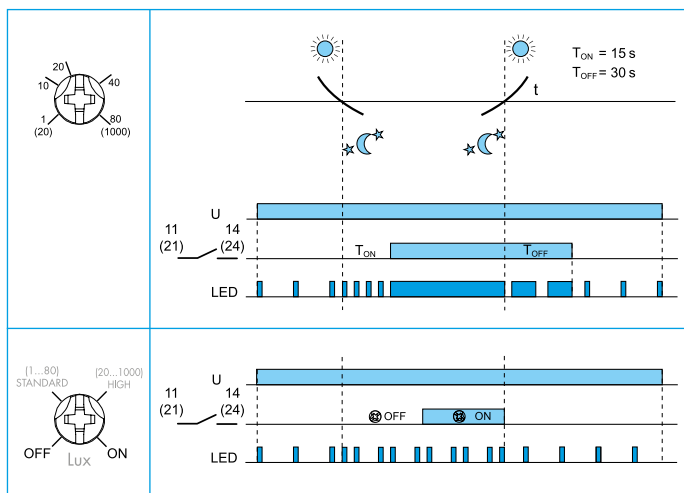 20
10
40
1
(20)
80
(1000)
T_ON = 15 s
T_OFF = 30 s
t
U
11 14
(21) (24)
T_ON T_OFF
LED
(1...80)
STANDARD
(20...1000)
HIGH
OFF
Lux
ON
U
11 14
(21) (24)
OFF ON
LED